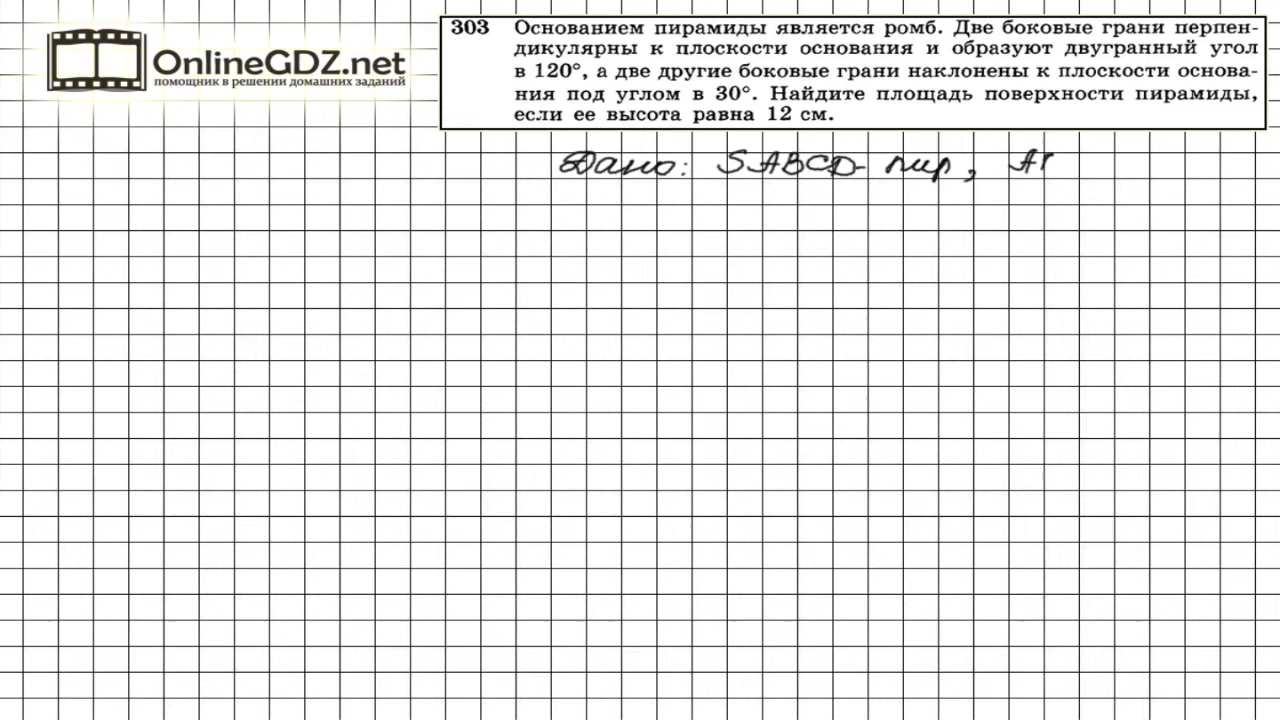 OnlineGDZ.net
помощник в решении домашних заданий
303 Основанием пирамиды является ромб. Две боковые грани перпен-
дикулярны к плоскости основания и образуют двугранный угол
в 120°, а две другие боковые грани наклонены к плоскости основа-
ния под углом в 30°. Найдите площадь поверхности пирамиды,
если ее высота равна 12 см.
Дано: SABCD- пир,